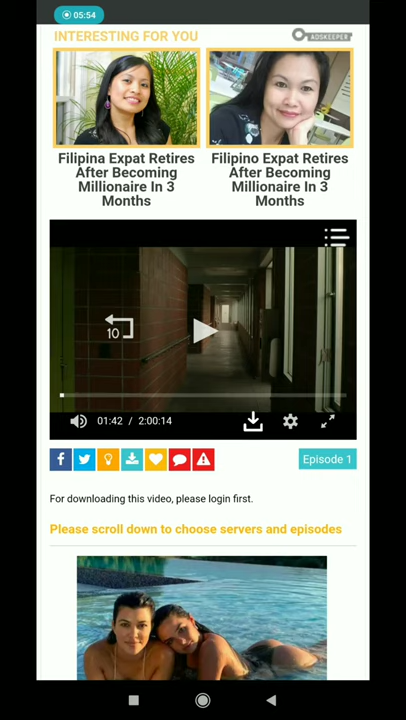 05:54
INTERESTING FOR YOU
ADSKEEPER
Filipina Expat Retires
After Becoming
Millionaire In 3
Months
Filipino Expat Retires
After Becoming
Millionaire In 3
Months
10
01:42 / 2:00:14
Episode 1
For downloading this video, please login first.
Please scroll down to choose servers and episodes